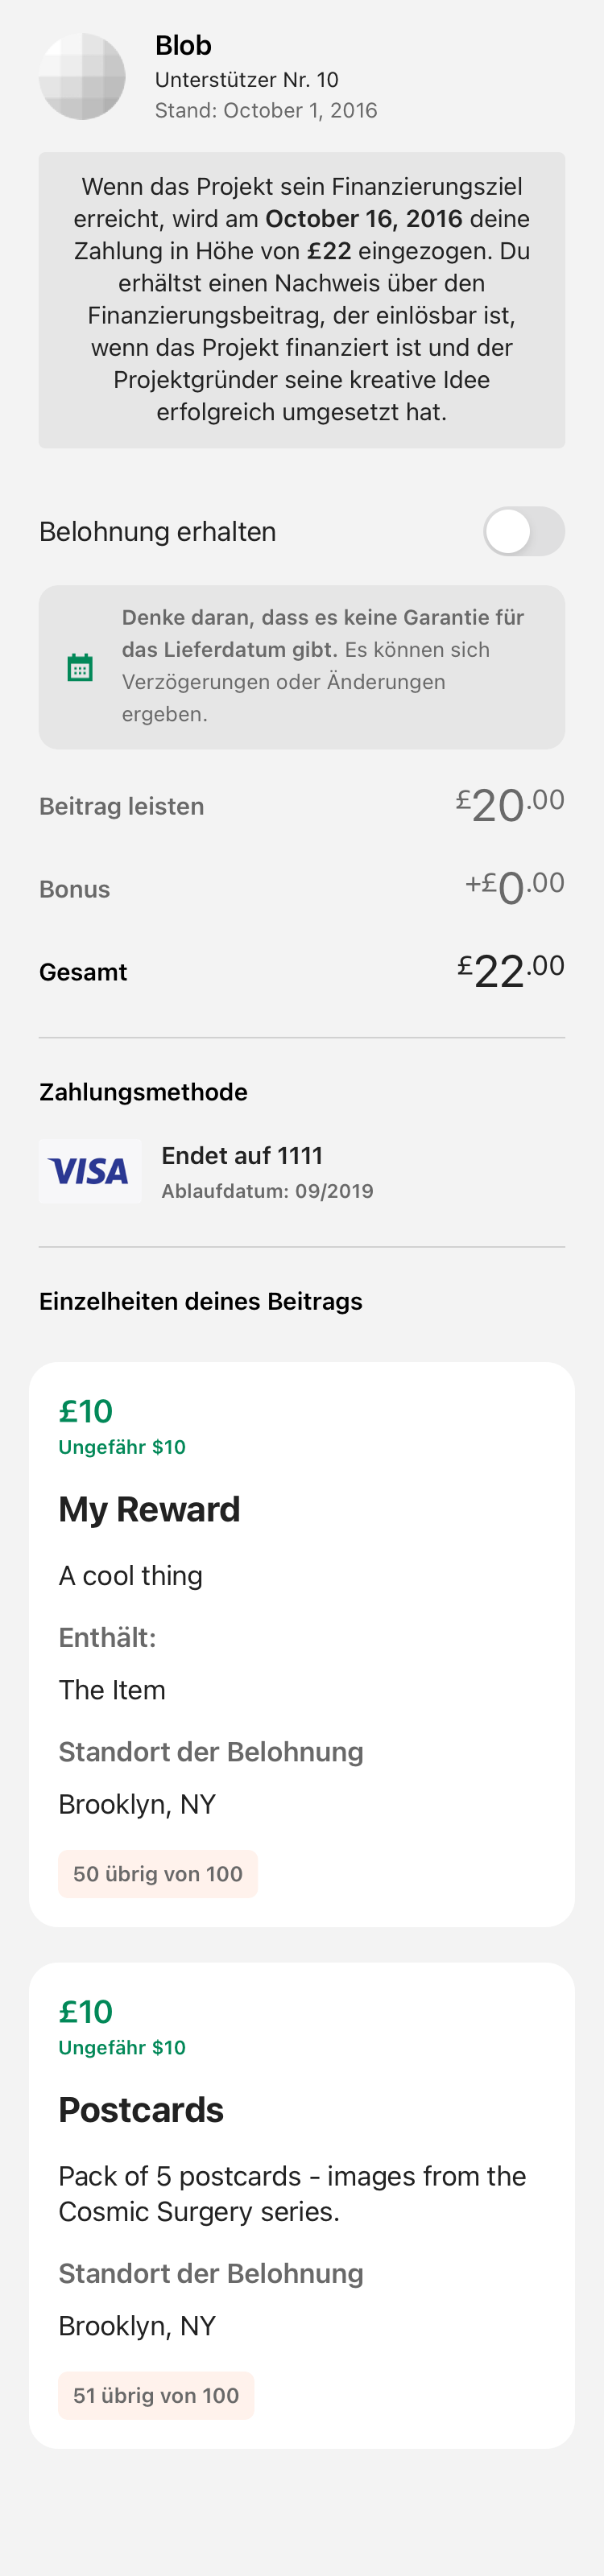 Blob
Unterstützer Nr. 10
Stand: October 1, 2016
Wenn das Projekt sein Finanzierungsziel
erreicht, wird am October 16, 2016 deine
Zahlung in Höhe von £22 eingezogen. Du
erhältst einen Nachweis über den
Finanzierungsbeitrag, der einlösbar ist,
wenn das Projekt finanziert ist und der
Projektgründer seine kreative Idee
erfolgreich umgesetzt hat.
Belohnung erhalten
Denke daran, dass es keine Garantie für
das Lieferdatum gibt. Es können sich
Verzögerungen oder Änderungen
ergeben.
Beitrag leisten £20.00
Bonus +£0.00
Gesamt £22.00
Zahlungsmethode
VISA
Endet auf 1111
Ablaufdatum: 09/2019
Einzelheiten deines Beitrags
£10
Ungefähr $10
My Reward
A cool thing
Enthält:
The Item
Standort der Belohnung
Brooklyn, NY
50 übrig von 100
£10
Ungefähr $10
Postcards
Pack of 5 postcards - images from the
Cosmic Surgery series.
Standort der Belohnung
Brooklyn, NY
51 übrig von 100